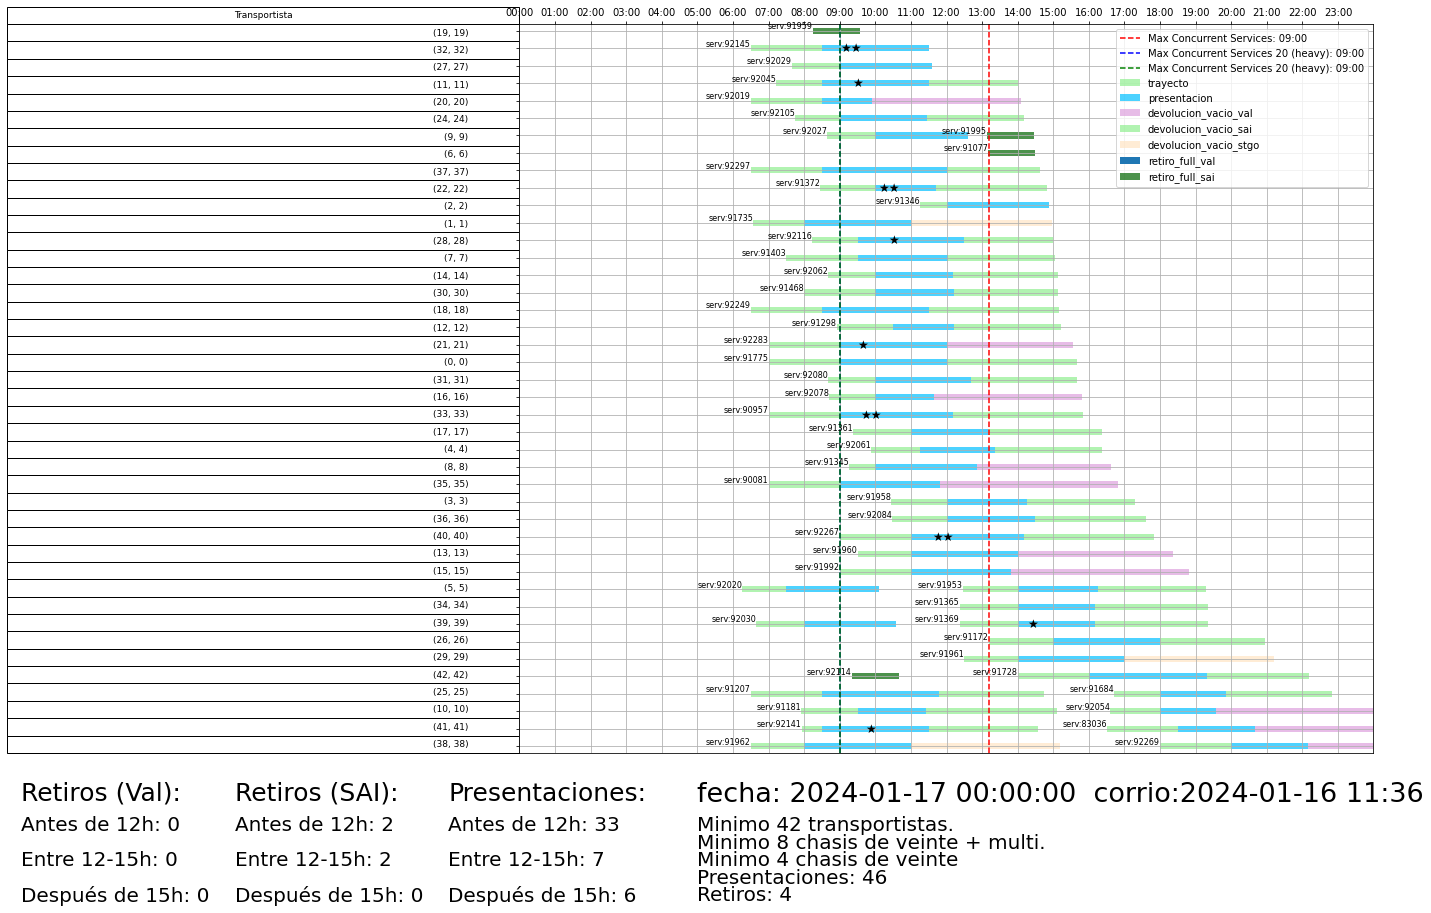 Transportista
00:00 01:00 02:00 03:00 04:00 05:00 06:00 07:00 08:00 09:00 10:00 11:00 12:00 13:00 14:00 15:00 16:00 17:00 18:00 19:00 20:00 21:00 22:00 23:00
(19, 19) serv:91959
(32, 32) serv:92145
(27, 27) serv:92029
(11, 11) serv:92045
(20, 20) serv:92019
(24, 24) serv:92105
(9, 9) serv:92027 serv:91995
(6, 6) serv:91077
(37, 37) serv:92297
(22, 22) serv:91372
(2, 2) serv:91346
(1, 1) serv:91735
(28, 28) serv:92116
(7, 7) serv:91403
(14, 14) serv:92062
(30, 30) serv:91468
(18, 18) serv:92249
(12, 12) serv:91298
(21, 21) serv:92283
(0, 0) serv:91775
(31, 31) serv:92080
(16, 16) serv:92078
(33, 33) serv:90957
(17, 17) serv:91361
(4, 4) serv:92061
(8, 8) serv:91345
(35, 35) serv:90081
(3, 3) serv:91958
(36, 36) serv:92084
(40, 40) serv:92267
(13, 13) serv:91960
(15, 15) serv:91992
(5, 5) serv:92020 serv:91953
(34, 34) serv:91365
(39, 39) serv:92030 serv:91369
(26, 26) serv:91172
(29, 29) serv:91961
(42, 42) serv:92114 serv:91728
(25, 25) serv:91207 serv:91684
(10, 10) serv:91181 serv:92054
(41, 41) serv:92141 serv:83036
(38, 38) serv:91962 serv:92269
Max Concurrent Services: 09:00
Max Concurrent Services 20 (heavy): 09:00
Max Concurrent Services 20 (heavy): 09:00
trayecto
presentacion
devolucion_vacio_val
devolucion_vacio_sai
devolucion_vacio_stgo
retiro_full_val
retiro_full_sai
Retiros (Val):
Antes de 12h: 0
Entre 12-15h: 0
Después de 15h: 0
Retiros (SAI):
Antes de 12h: 2
Entre 12-15h: 2
Después de 15h: 0
Presentaciones:
Antes de 12h: 33
Entre 12-15h: 7
Después de 15h: 6
fecha: 2024-01-17 00:00:00 corrio:2024-01-16 11:36
Minimo 42 transportistas.
Minimo 8 chasis de veinte + multi.
Minimo 4 chasis de veinte
Presentaciones: 46
Retiros: 4